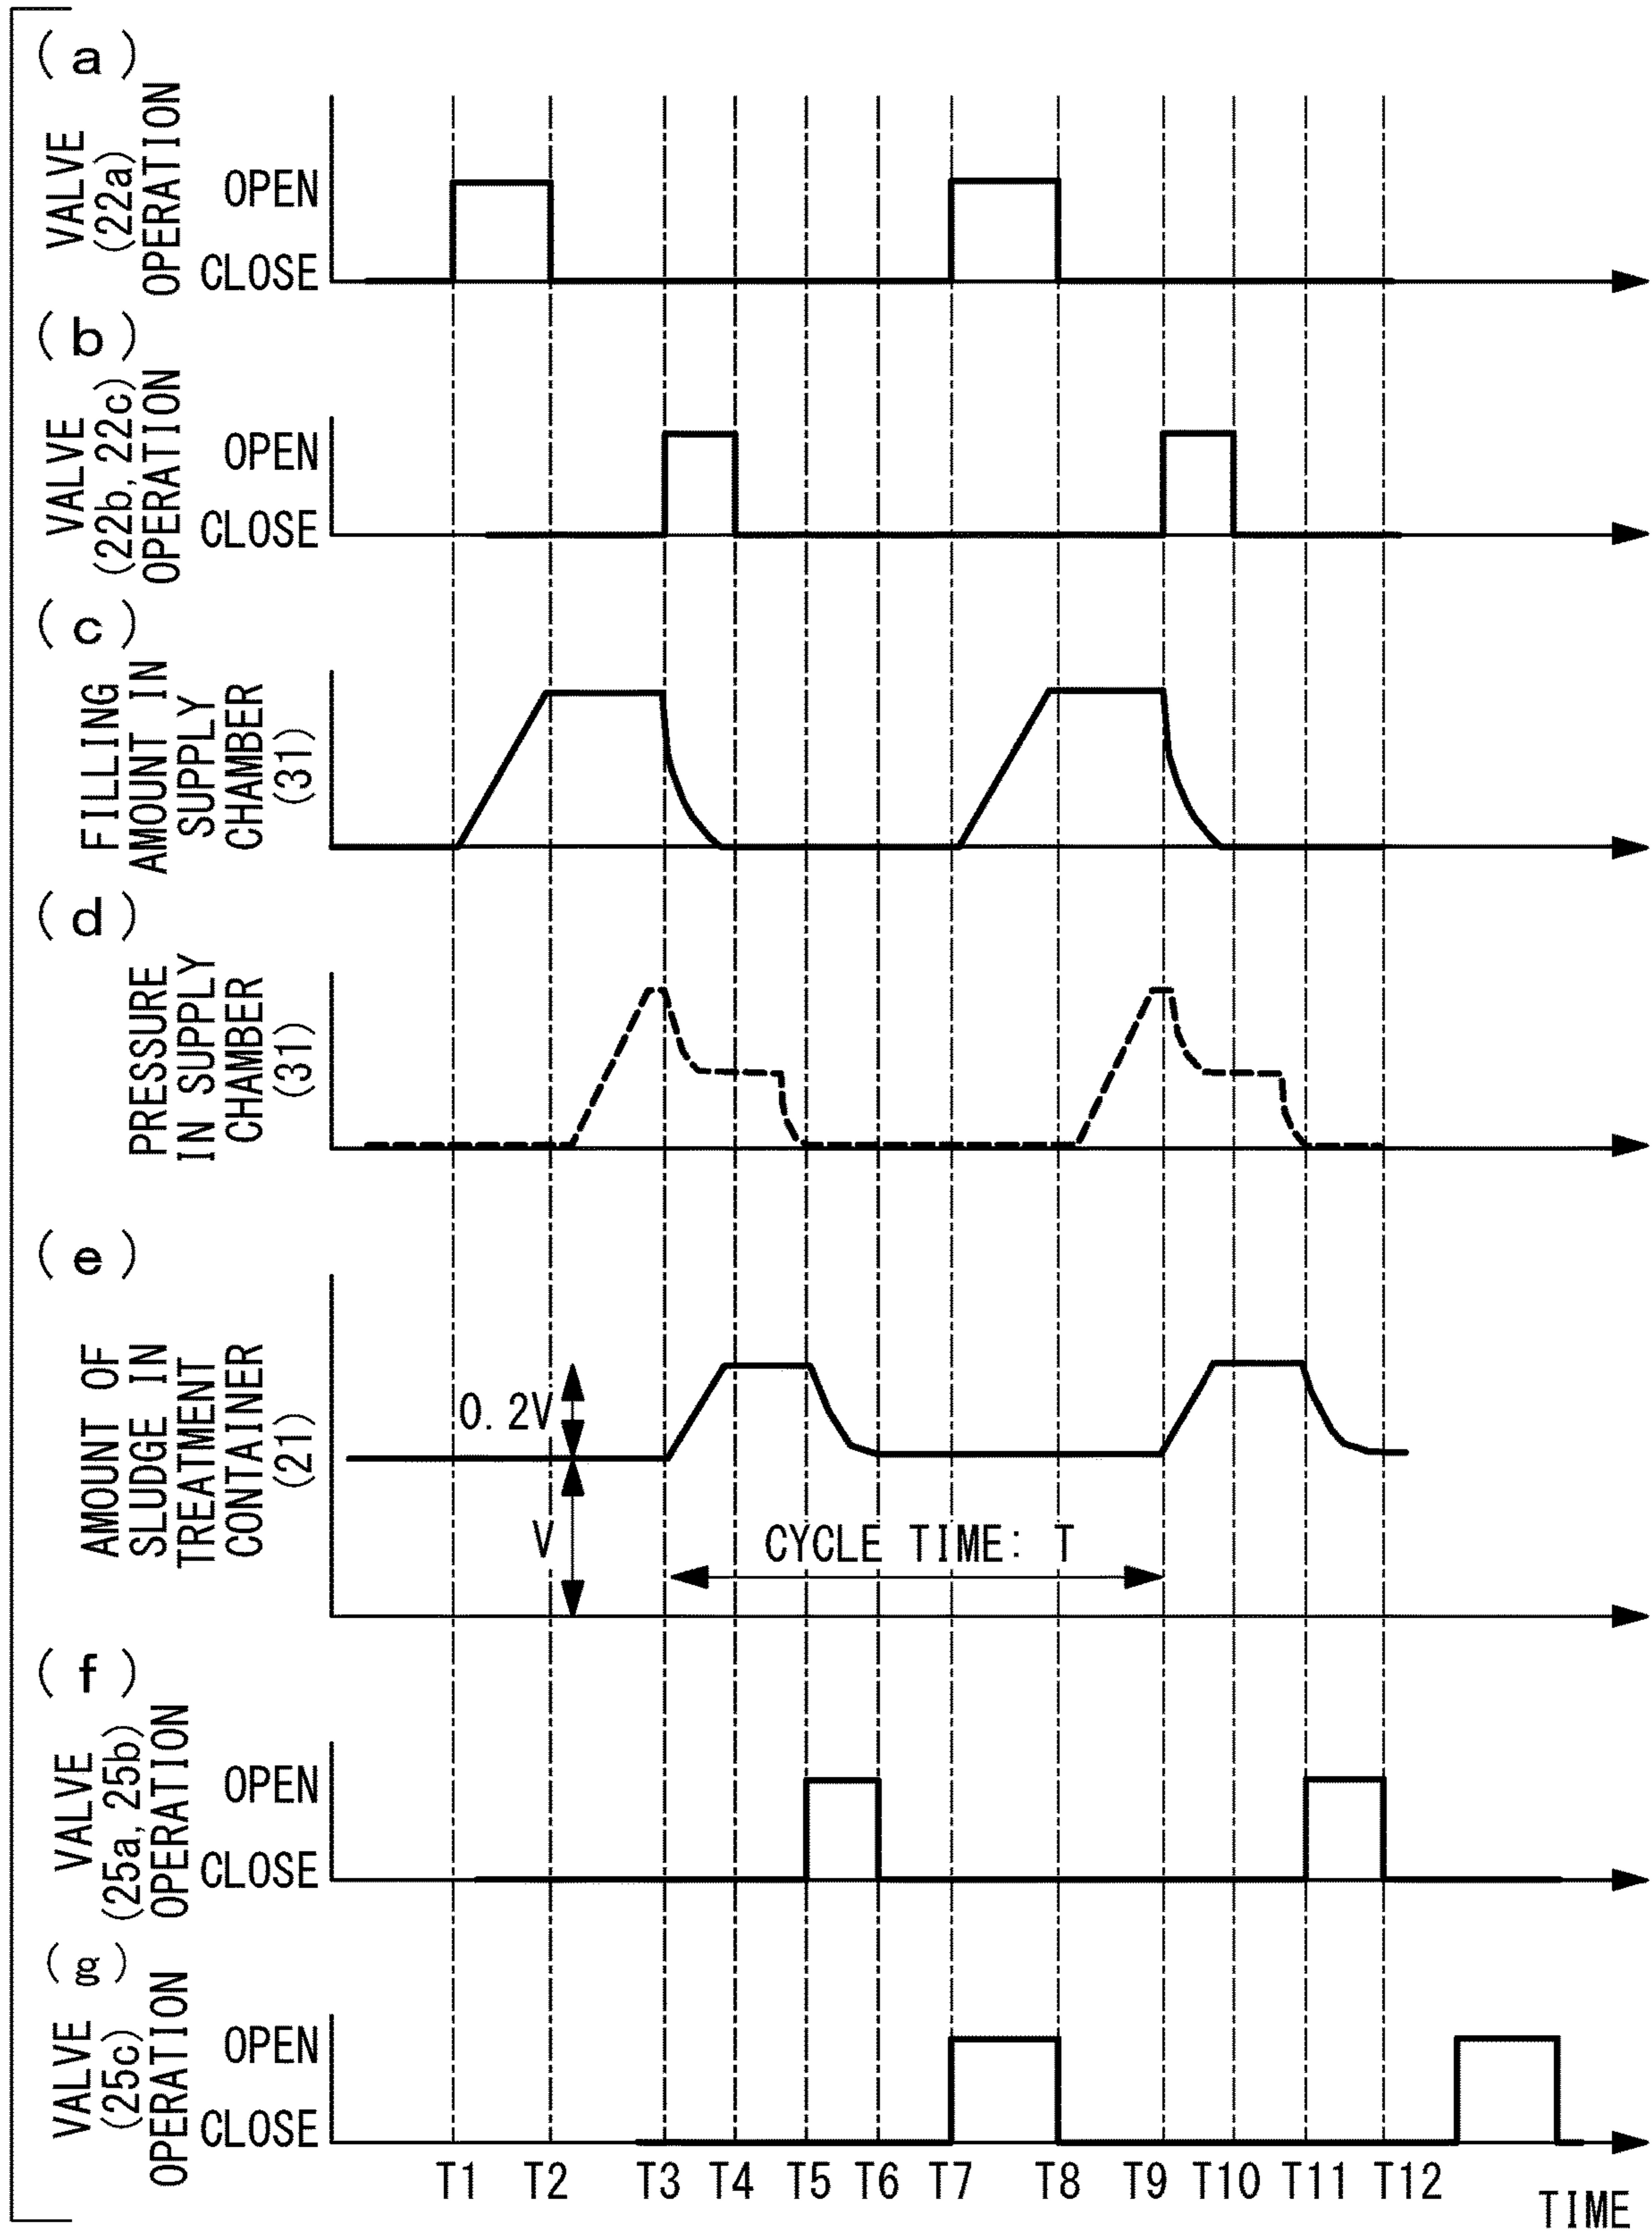 (a)
VALVE
(22a)
OPERATION
OPEN
CLOSE
(b)
VALVE
(22b, 22c)
OPERATION
OPEN
CLOSE
(c)
FILLING
AMOUNT IN
SUPPLY
CHAMBER
(31)
(d)
PRESSURE
IN SUPPLY
CHAMBER
(31)
(e)
AMOUNT OF
SLUDGE IN
TREATMENT
CONTAINER
(21)
0.2V
V
CYCLE TIME: T
(f)
VALVE
(25a, 25b)
OPERATION
OPEN
CLOSE
(g)
VALVE
(25c)
OPERATION
OPEN
CLOSE
T1 T2 T3 T4 T5 T6 T7 T8 T9 T10 T11 T12
TIME